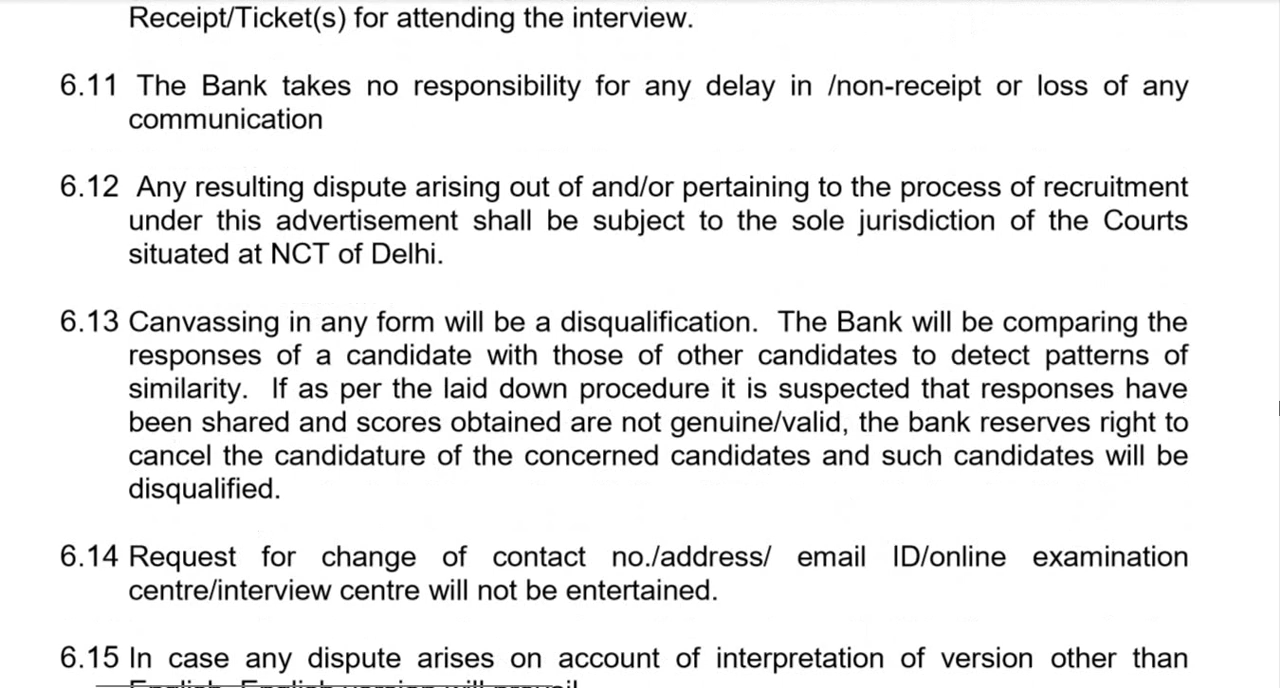 Receipt/Ticket(s) for attending the interview.
6.11 The Bank takes no responsibility for any delay in /non-receipt or loss of any
communication
6.12 Any resulting dispute arising out of and/or pertaining to the process of recruitment
under this advertisement shall be subject to the sole jurisdiction of the Courts
situated at NCT of Delhi.
6.13 Canvassing in any form will be a disqualification. The Bank will be comparing the
responses of a candidate with those of other candidates to detect patterns of
similarity. If as per the laid down procedure it is suspected that responses have
been shared and scores obtained are not genuine/valid, the bank reserves right to
cancel the candidature of the concerned candidates and such candidates will be
disqualified.
6.14 Request for change of contact no./address/ email ID/online examination
centre/interview centre will not be entertained.
6.15 In case any dispute arises on account of interpretation of version other than